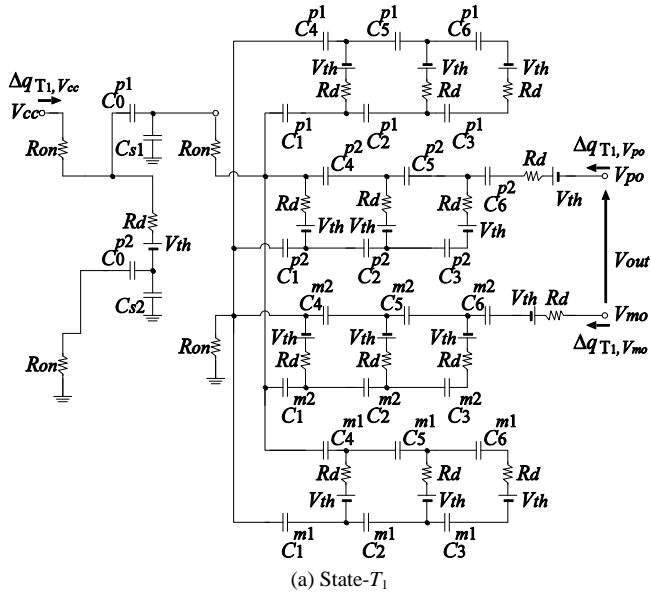 C4^p1 C5^p1 C6^p1
Vth Vth Vth
Rd Rd Rd
Δq T1, Vcc
Vcc
C0^p1
Ron
Cs1
Ron
C1^p1 C2^p1 C3^p1
C4^p2 C5^p2 C6^p2
Rd
Vth
Δq T1, Vpo
Vpo
Rd Rd Rd
Vth Vth Vth
Rd
Vth
C0^p2
Cs2
C1^p2 C2^p2 C3^p2
Vout
C4^m2 C5^m2 C6^m2
Vth Rd
Vmo
Δq T1, Vmo
Ron
Ron
Vth Vth Vth
Rd Rd Rd
C1^m2 C2^m2 C3^m2
C4^m1 C5^m1 C6^m1
Rd Rd Rd
Vth Vth Vth
C1^m1 C2^m1 C3^m1
(a) State-T1